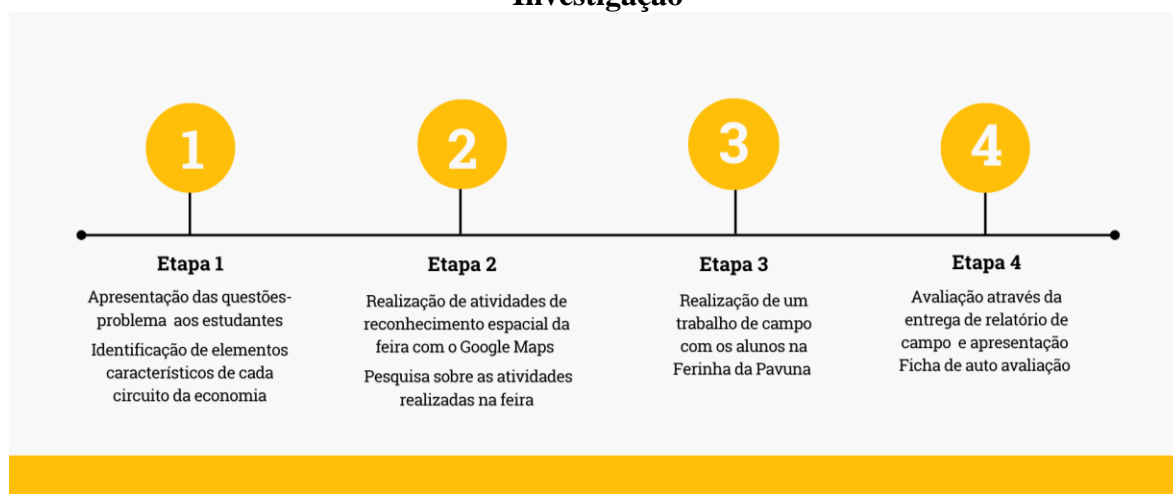 Investigação
1
2
3
4
Etapa 1
Apresentação das questões-
problema aos estudantes
Identificação de elementos
característicos de cada
circuito da economia
Etapa 2
Realização de atividades de
reconhecimento espacial da
feira com o Google Maps
Pesquisa sobre as atividades
realizadas na feira
Etapa 3
Realização de um
trabalho de campo
com os alunos na
Ferinha da Pavuna
Etapa 4
Avaliação através da
entrega de relatório de
campo e apresentação
Ficha de auto avaliação